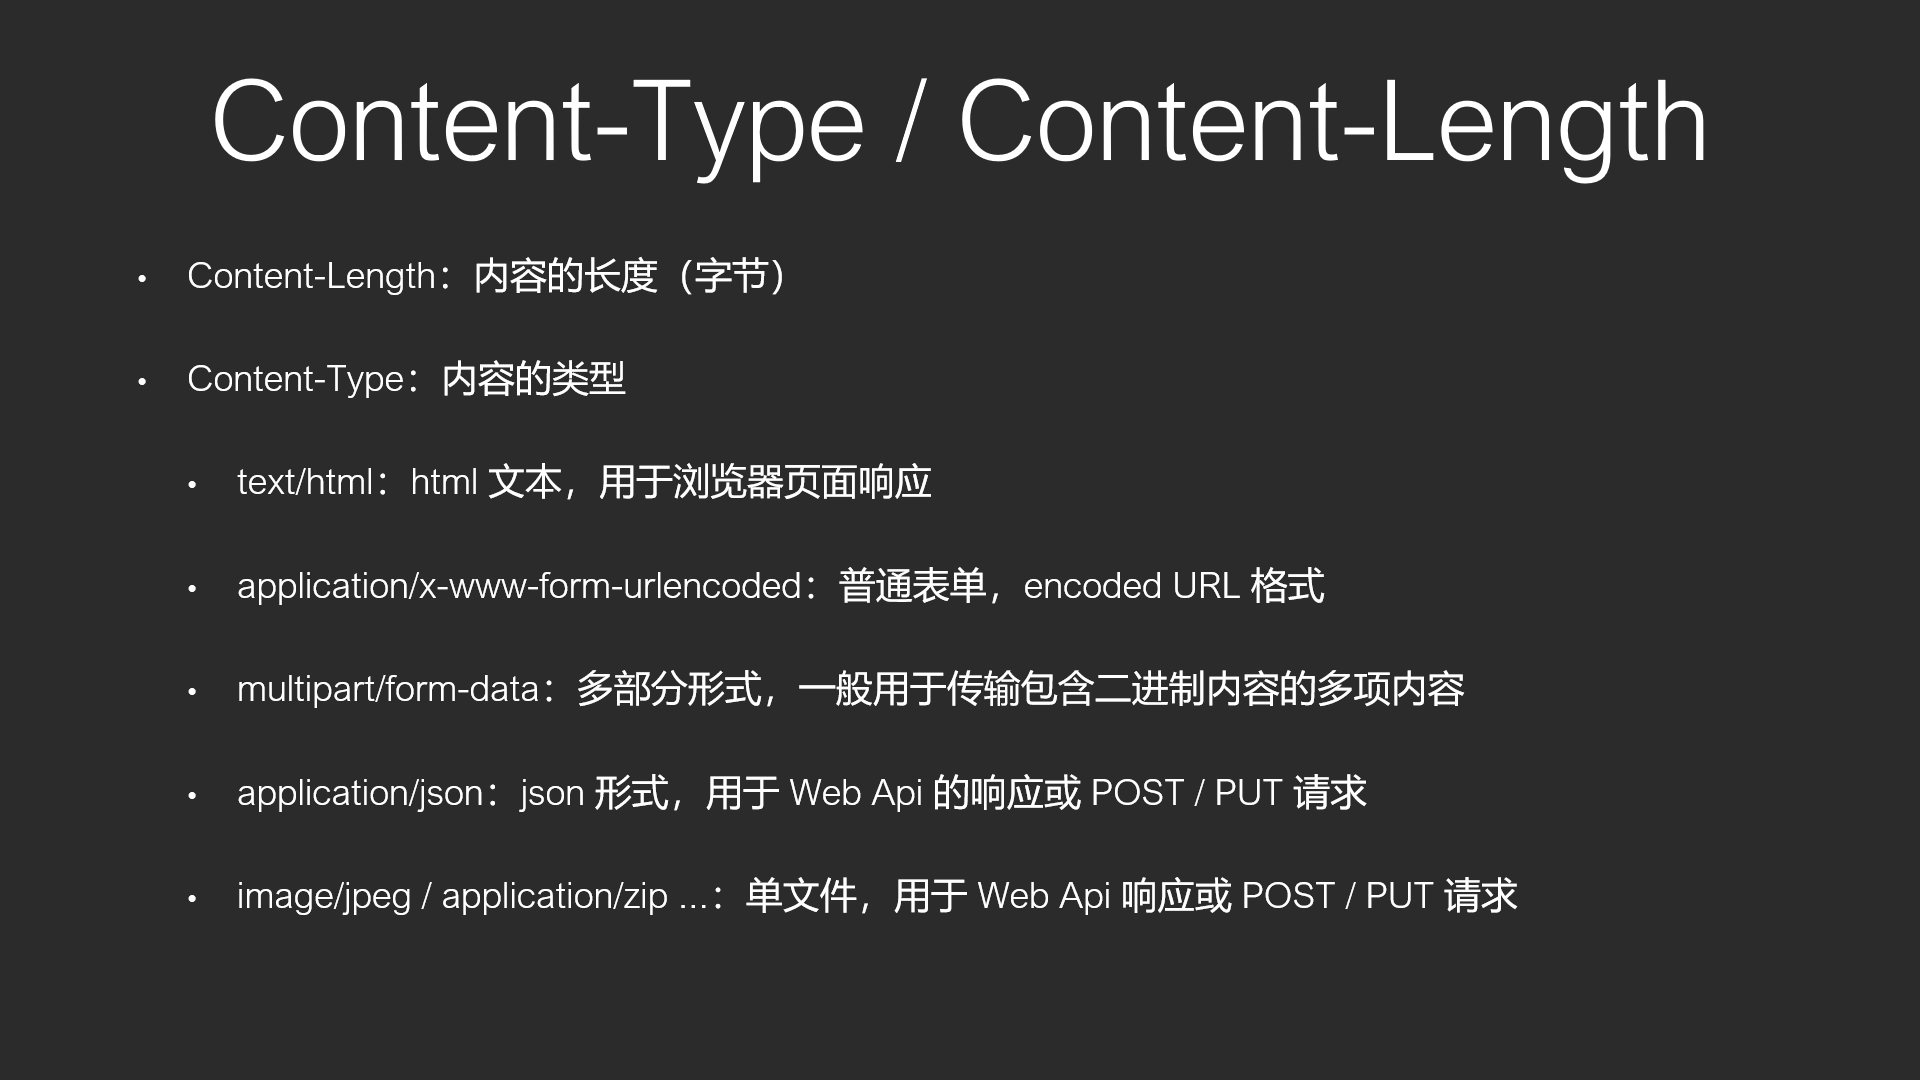 Content-Type / Content-Length
• Content-Length：内容的长度（字节）
• Content-Type：内容的类型
• text/html：html 文本，用于浏览器页面响应
• application/x-www-form-urlencoded：普通表单，encoded URL 格式
• multipart/form-data：多部分形式，一般用于传输包含二进制内容的多项内容
• application/json：json 形式，用于 Web Api 的响应或 POST / PUT 请求
• image/jpeg / application/zip ...：单文件，用于 Web Api 响应或 POST / PUT 请求